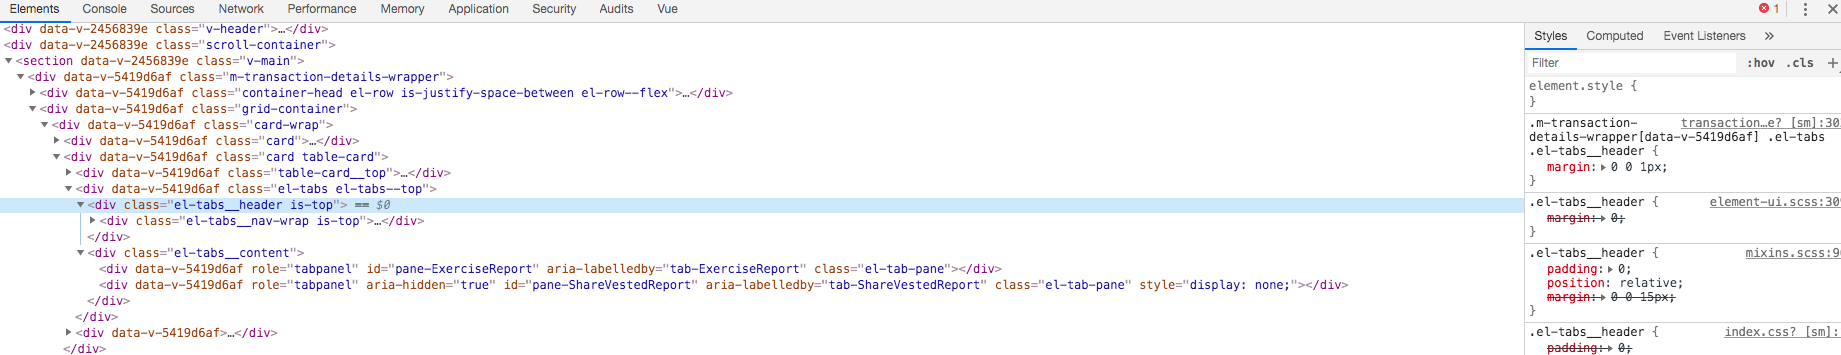 Elements Console Sources Network Performance Memory Application Security Audits Vue 1
<div data-v-2456839e class="v-header">…</div>
<div data-v-2456839e class="scroll-container">
<section data-v-2456839e class="v-main">
<div data-v-5419d6af class="m-transaction-details-wrapper">
<div data-v-5419d6af class="container-head el-row is-justify-space-between el-row--flex">…</div>
<div data-v-5419d6af class="grid-container">
<div data-v-5419d6af class="card-wrap">
<div data-v-5419d6af class="card">…</div>
<div data-v-5419d6af class="card table-card">
<div data-v-5419d6af class="table-card__top">…</div>
<div data-v-5419d6af class="el-tabs el-tabs--top">
<div class="el-tabs__header is-top"> == $0
<div class="el-tabs__nav-wrap is-top">…</div>
</div>
<div class="el-tabs__content">
<div data-v-5419d6af role="tabpanel" id="pane-ExerciseReport" aria-labelledby="tab-ExerciseReport" class="el-tab-pane"></div>
<div data-v-5419d6af role="tabpanel" aria-hidden="true" id="pane-ShareVestedReport" aria-labelledby="tab-ShareVestedReport" class="el-tab-pane" style="display: none;"></div>
</div>
</div>
<div data-v-5419d6af>…</div>
</div>
Styles Computed Event Listeners »
Filter :hov .cls +
element.style {
}
.m-transaction- transaction…e? [sm]:30
details-wrapper[data-v-5419d6af] .el-tabs
.el-tabs__header {
margin: 0 0 1px;
}
.el-tabs__header { element-ui.scss:30
margin: 0;
}
.el-tabs__header { mixins.scss:9
padding: 0;
position: relative;
margin: 0 0 15px;
}
.el-tabs__header { index.css? [sm]:
padding: 0;